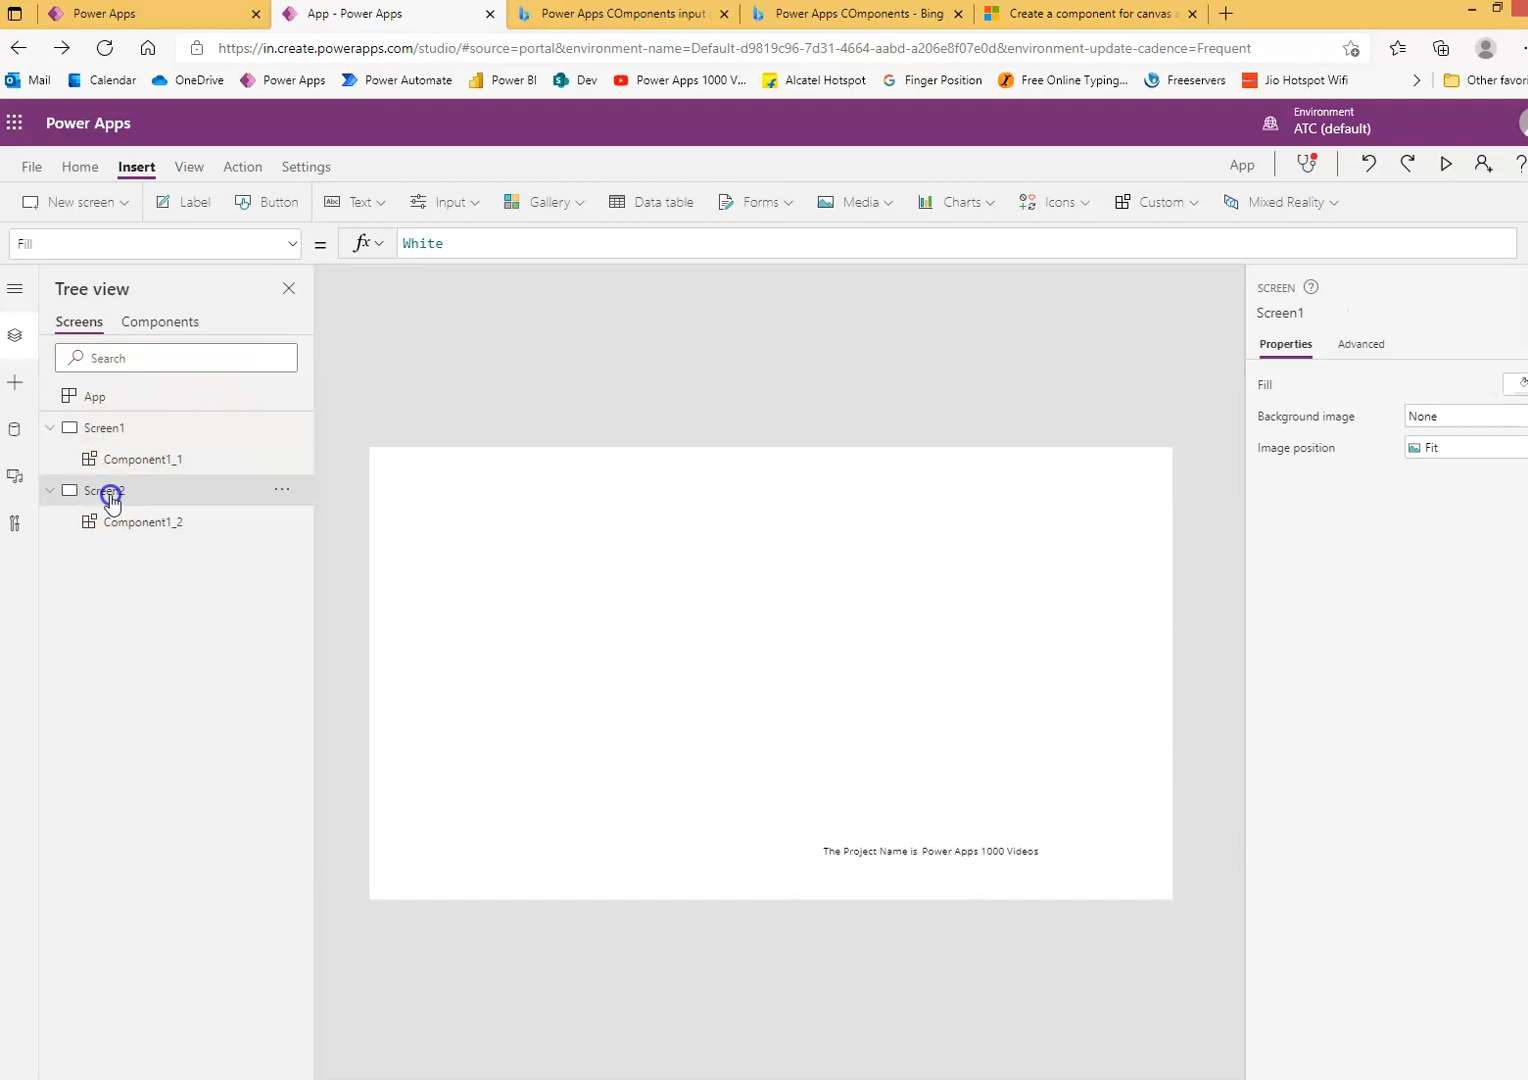 Power Apps
App - Power Apps
Power Apps COmponents input
Power Apps COmponents - Bing
Create a component for canvas a
https://in.create.powerapps.com/studio/#source=portal&environment-name=Default-d9819c96-7d31-4664-aabd-a206e8f07e0d&environment-update-cadence=Frequent
Mail
Calendar
OneDrive
Power Apps
Power Automate
Power BI
Dev
Power Apps 1000 V...
Alcatel Hotspot
Finger Position
Free Online Typing...
Freeservers
Jio Hotspot Wifi
Other favori
Power Apps
Environment
ATC (default)
File
Home
Insert
View
Action
Settings
App
New screen
Label
Button
Abc
Text
Input
Gallery
Data table
Forms
Media
Charts
Icons
Custom
Mixed Reality
Fill
=
fx
White
Tree view
Screens
Components
Search
App
Screen1
Component1_1
Screen2
...
Component1_2
The Project Name is Power Apps 1000 Videos
SCREEN
Screen1
Properties
Advanced
Fill
Background image
None
Image position
Fit